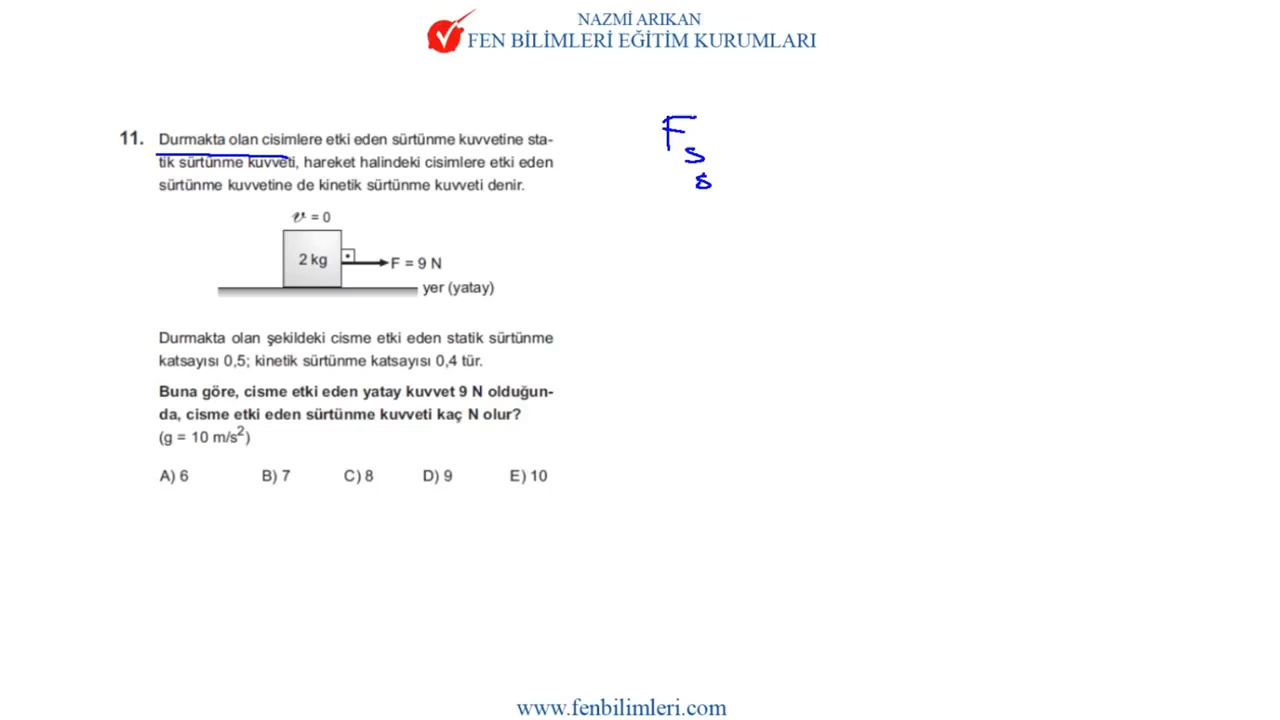 NAZMİ ARIKAN
FEN BİLİMLERİ EĞİTİM KURUMLARI
11. Durmakta olan cisimlere etki eden sürtünme kuvvetine sta-
tik sürtünme kuvveti, hareket halindeki cisimlere etki eden
sürtünme kuvvetine de kinetik sürtünme kuvveti denir.
v = 0
2 kg
F = 9 N
yer (yatay)
Durmakta olan şekildeki cisme etki eden statik sürtünme
katsayısı 0,5; kinetik sürtünme katsayısı 0,4 tür.
Buna göre, cisme etki eden yatay kuvvet 9 N olduğun-
da, cisme etki eden sürtünme kuvveti kaç N olur?
(g = 10 m/s²)
A) 6 B) 7 C) 8 D) 9 E) 10
F
s
s
www.fenbilimleri.com